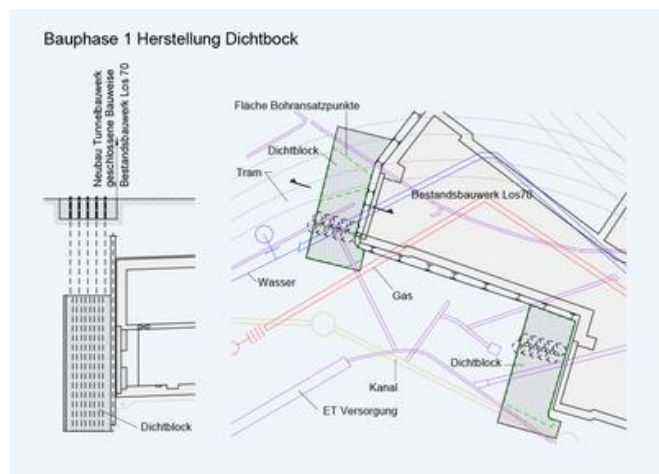 Bauphase 1 Herstellung Dichtbock
Neubau Tunnelbauwerk
geschlossene Bauweise
Bestandsbauwerk Los 70
Dichtblock
Fläche Bohransatzpunkte
Dichtblock
Tram
Bestandsbauwerk Los70
Wasser
Gas
Dichtblock
Kanal
ET Versorgung